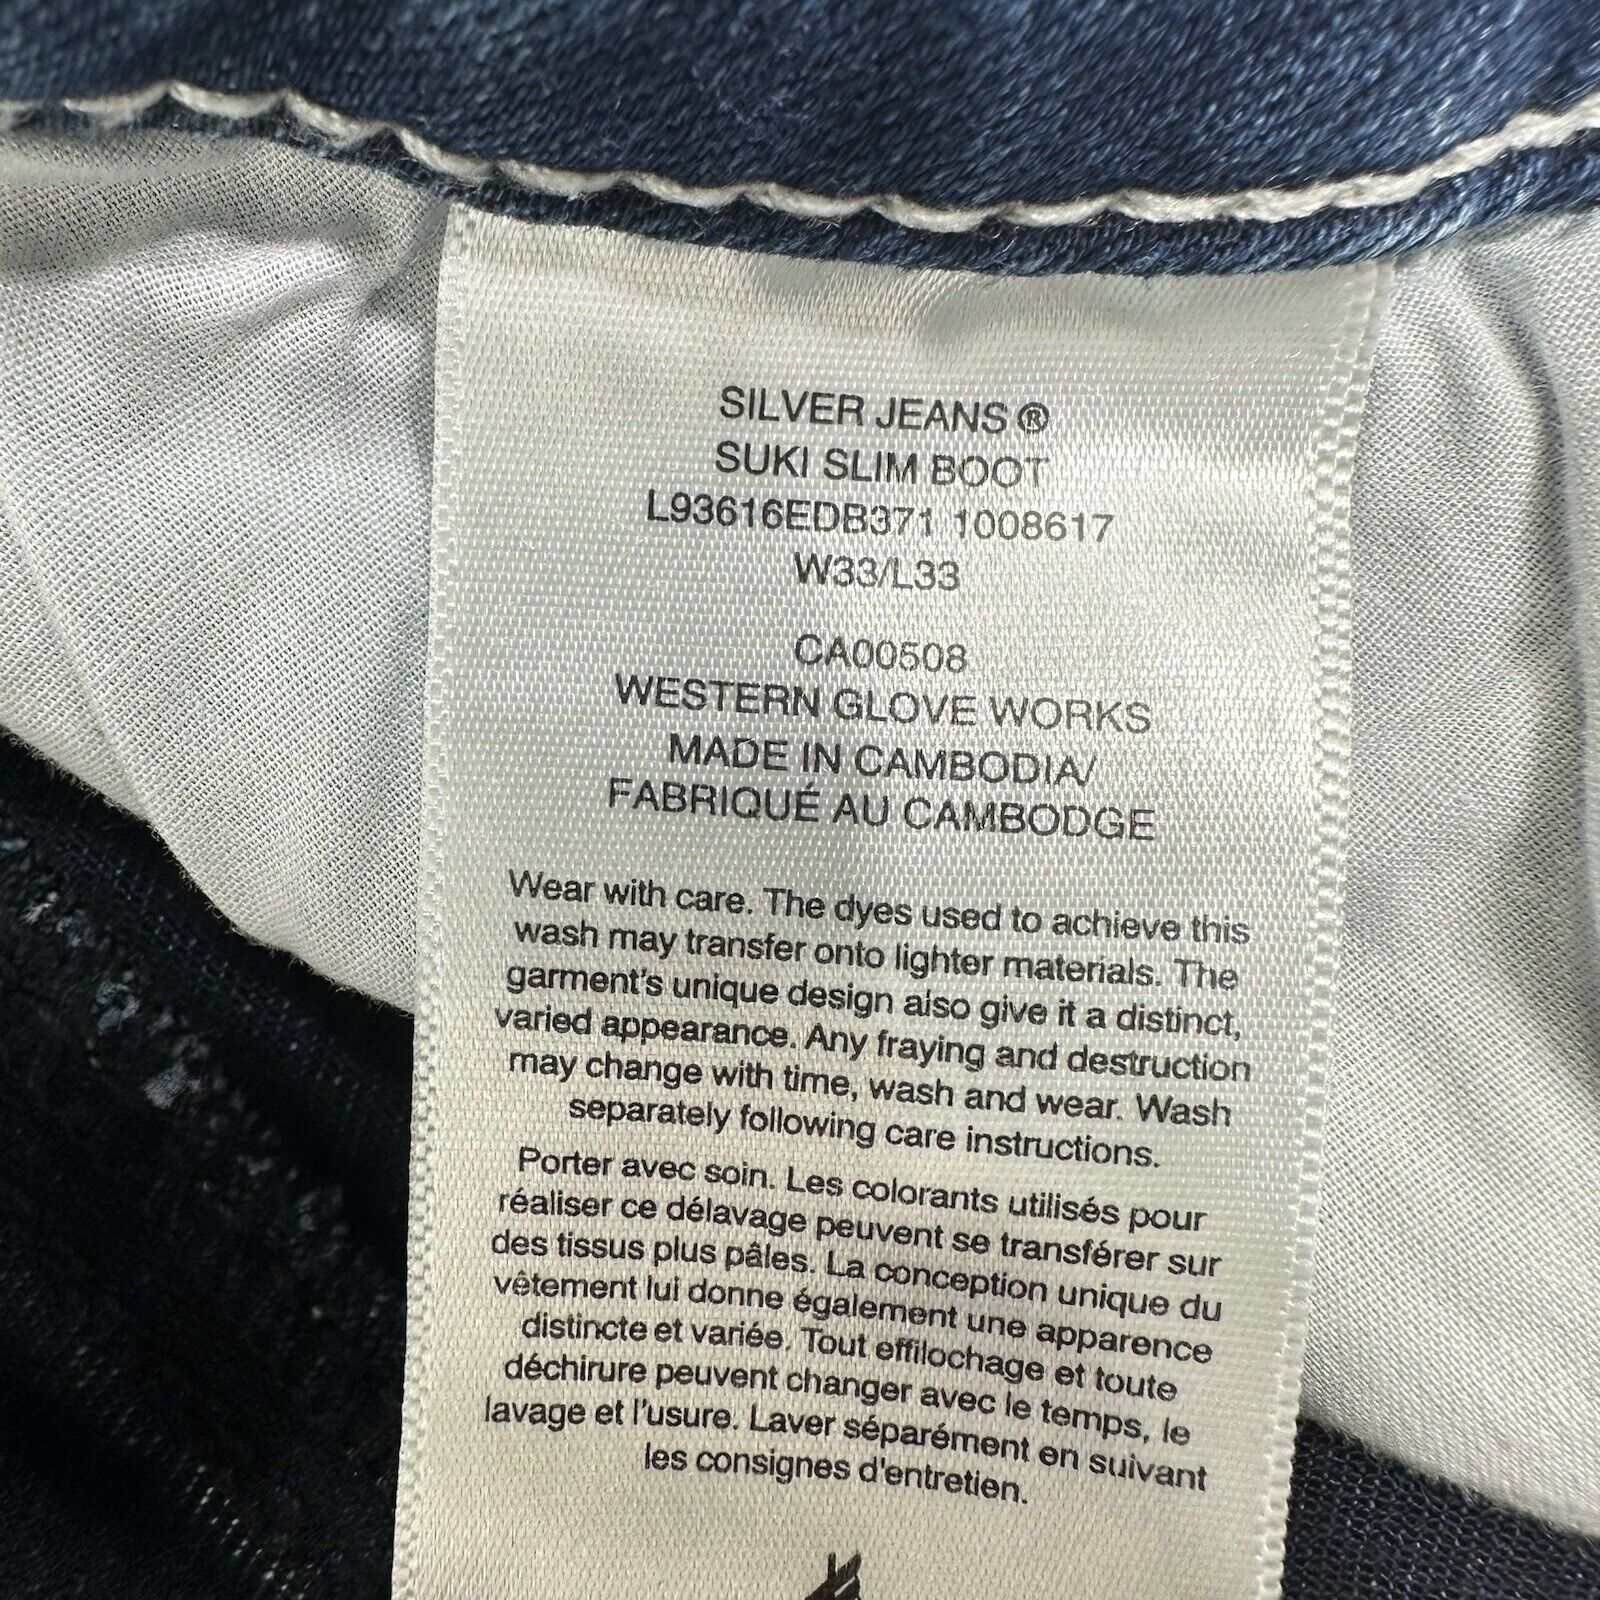 SILVER JEANS®
SUKI SLIM BOOT
L93616EDB371 1008617
W33/L33
CA00508
WESTERN GLOVE WORKS
MADE IN CAMBODIA/
FABRIQUÉ AU CAMBODGE
Wear with care. The dyes used to achieve this
wash may transfer onto lighter materials. The
garment's unique design also give it a distinct,
varied appearance. Any fraying and destruction
may change with time, wash and wear. Wash
separately following care instructions.
Porter avec soin. Les colorants utilisés pour
réaliser ce délavage peuvent se transférer sur
des tissus plus pâles. La conception unique du
vêtement lui donne également une apparence
distincte et variée. Tout effilochage et toute
déchirure peuvent changer avec le temps, le
lavage et l'usure. Laver séparément en suivant
les consignes d'entretien.